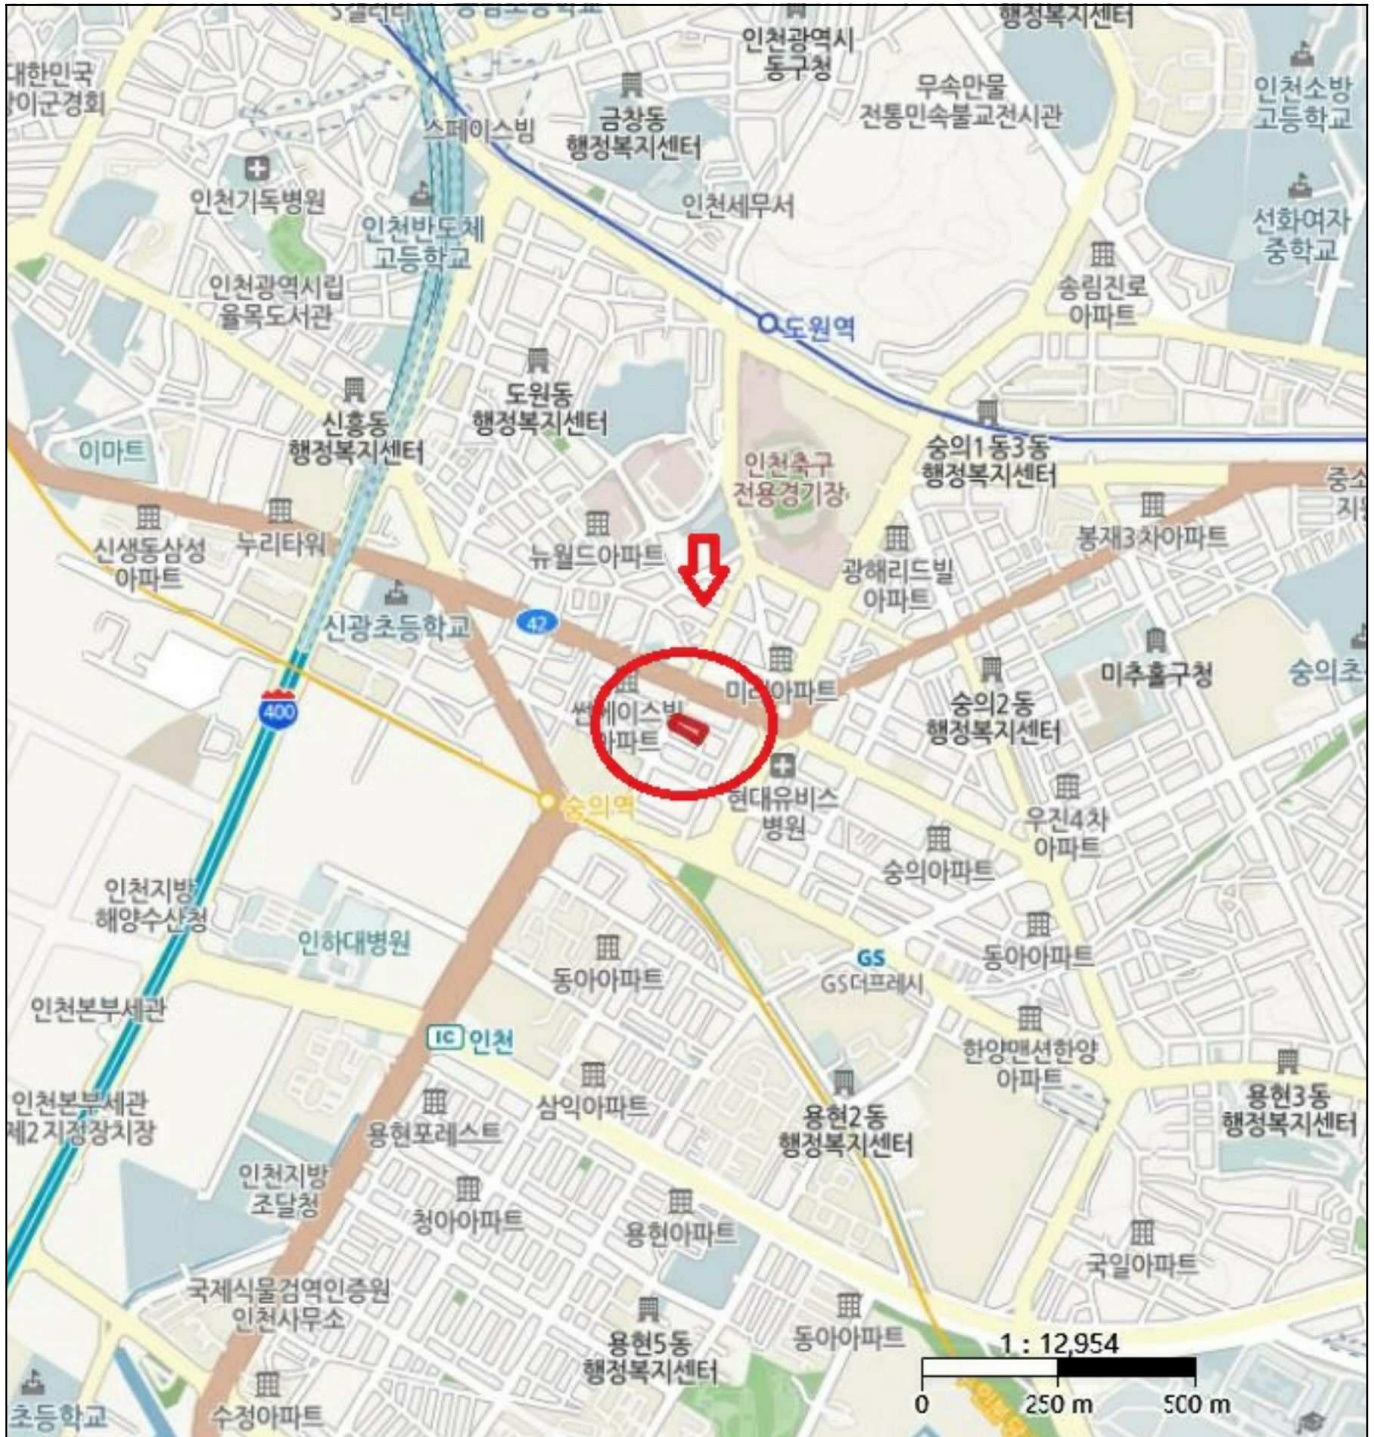 인천광역시
동구청
행정복지센터
대한민국
무속만물
전통민속불교전시관
인천소방
고등학교
금창동
행정복지센터
스페이스빔
인천기독병원
인천세무서
선화여자
중학교
인천반도체
고등학교
인천광역시립
율목도서관
송림진로
아파트
도원역
도원동
행정복지센터
신흥동
행정복지센터
이마트
숭의1동3동
행정복지센터
인천축구
전용경기장
신생동삼성
아파트
누리타워
뉴월드아파트
봉재3차아파트
광해리드빌
아파트
신광초등학교
42
미추홀구청
숭의2동
행정복지센터
400
아파트
현대유비스
병원
숭의역
우진4차
아파트
숭의아파트
인천지방
해양수산청
인하대병원
동아아파트
GS
GS더프레시
동아아파트
인천본부세관
IC 인천
한양맨션한양
아파트
인천본부세관
제2지정장치장
용현포레스트
삼익아파트
용현2동
행정복지센터
용현3동
행정복지센터
인천지방
조달청
청아아파트
용현아파트
국일아파트
국제식물검역인증원
인천사무소
용현5동
행정복지센터
동아아파트
1 : 12,954
0 250 m 500 m
초등학교
수정아파트